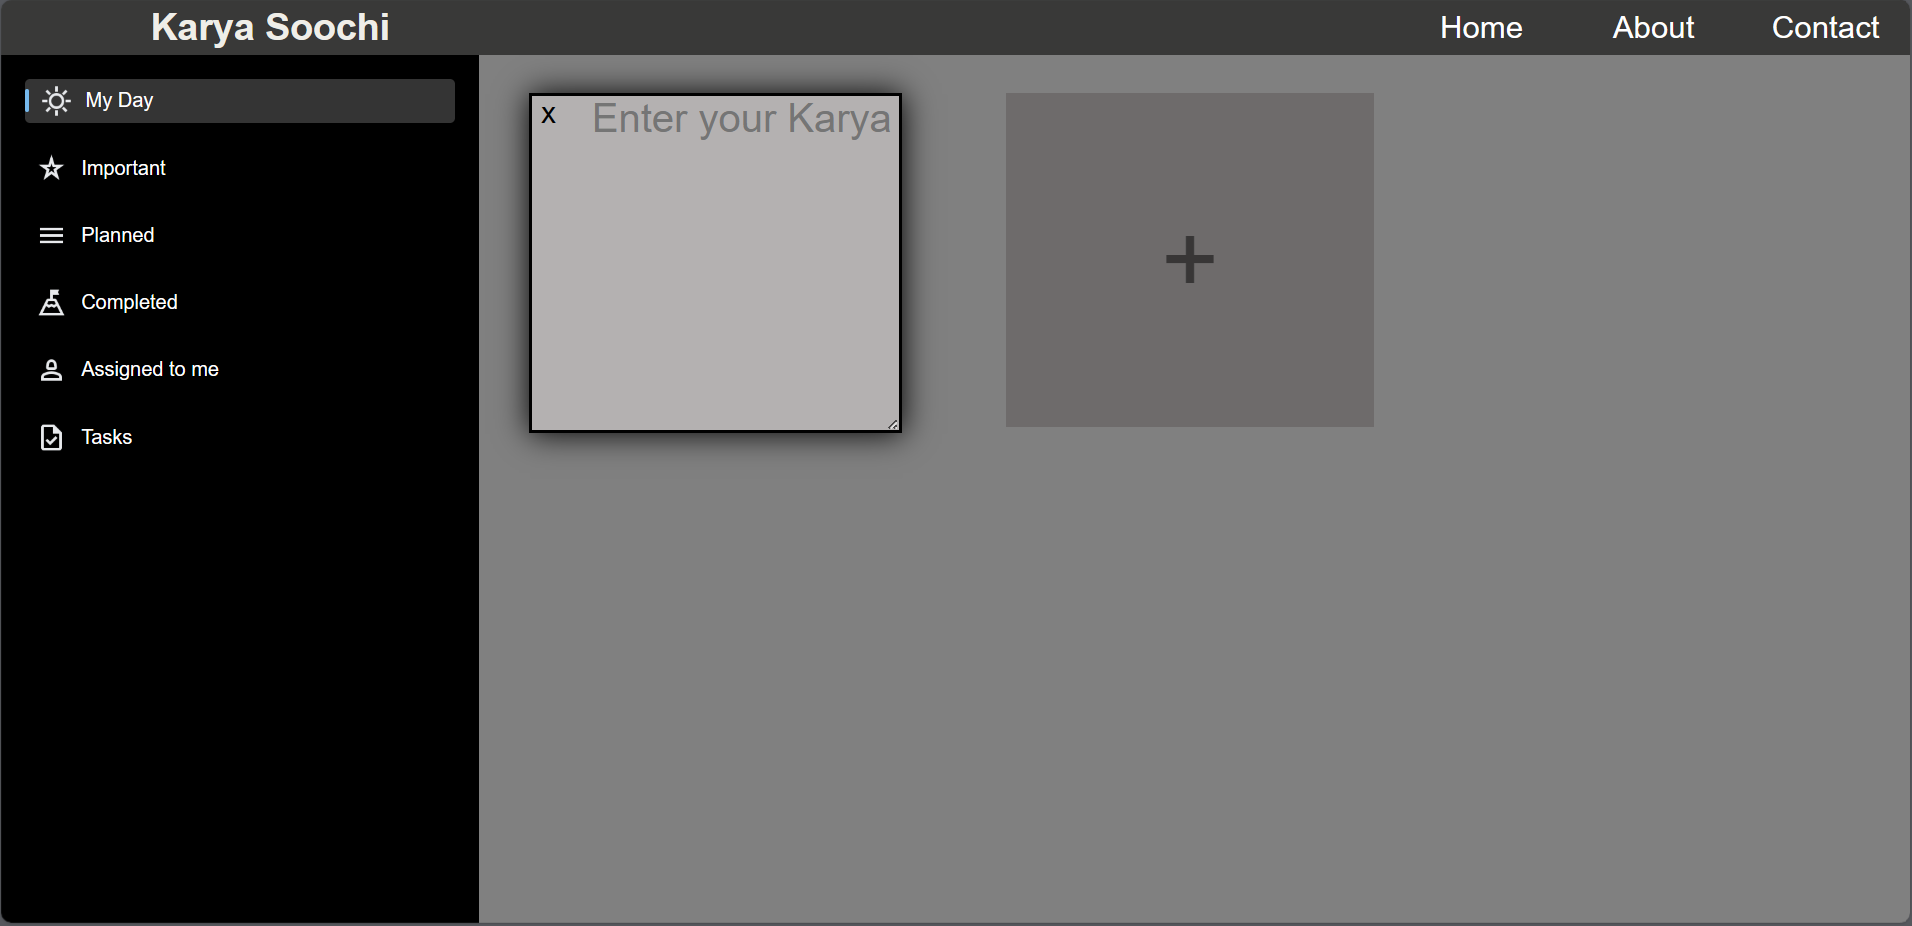 Karya Soochi
Home
About
Contact
My Day
Important
Planned
Completed
Assigned to me
Tasks
x
Enter your Karya
+